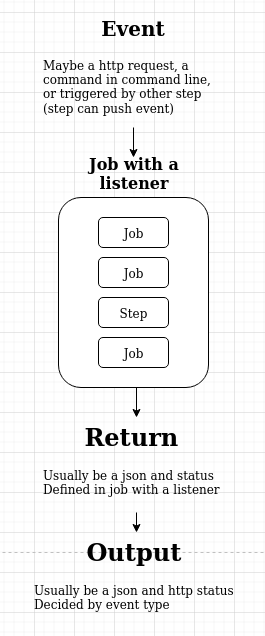 Event
Maybe a http request, a
command in command line,
or triggered by other step
(step can push event)
Job with a
listener
Job
Job
Step
Job
Return
Usually be a json and status
Defined in job with a listener
Output
Usually be a json and http status
Decided by event type